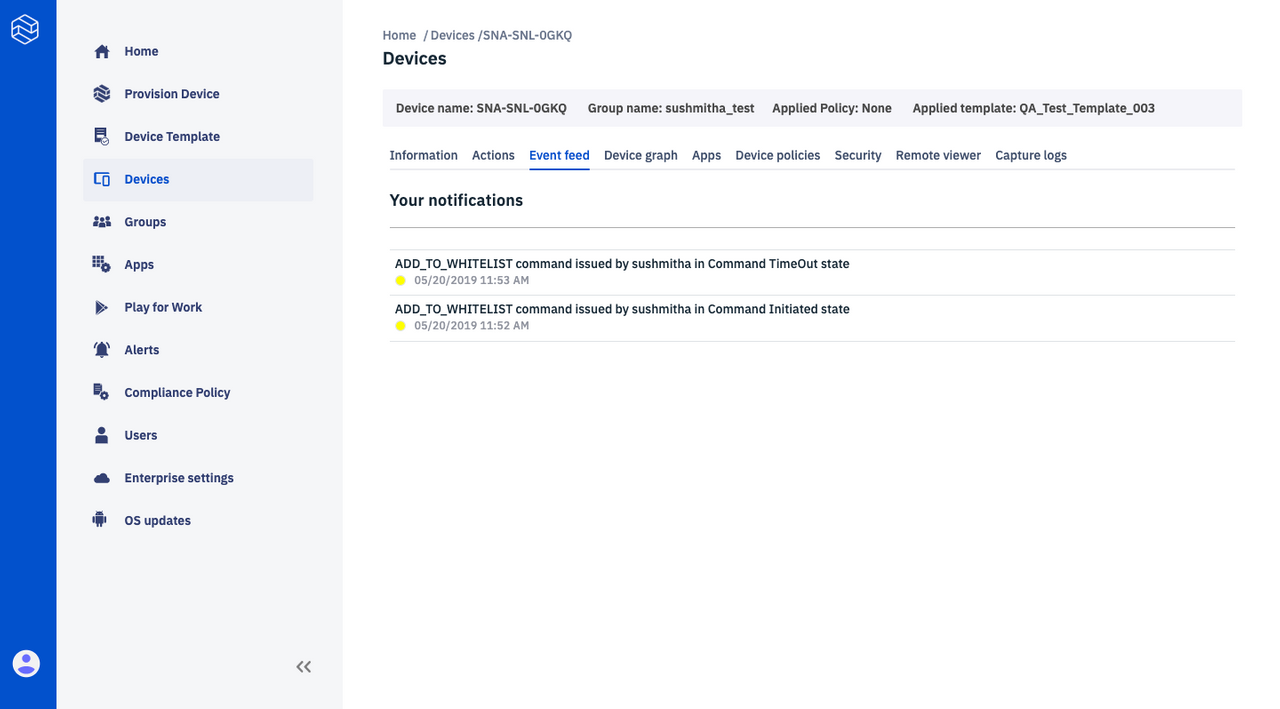 Home
Provision Device
Device Template
Devices
Groups
Apps
Play for Work
Alerts
Compliance Policy
Users
Enterprise settings
OS updates
Home / Devices /SNA-SNL-0GKQ
Devices
Device name: SNA-SNL-0GKQ Group name: sushmitha_test Applied Policy: None Applied template: QA_Test_Template_003
Information Actions Event feed Device graph Apps Device policies Security Remote viewer Capture logs
Your notifications
ADD_TO_WHITELIST command issued by sushmitha in Command TimeOut state
05/20/2019 11:53 AM
ADD_TO_WHITELIST command issued by sushmitha in Command Initiated state
05/20/2019 11:52 AM